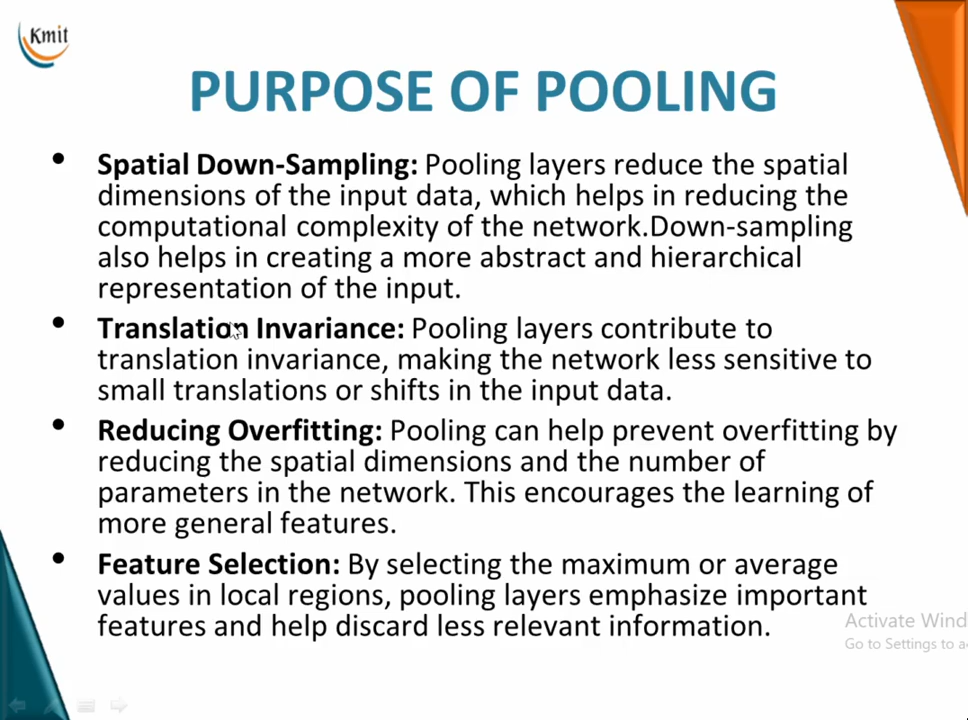 Kmit
PURPOSE OF POOLING
• Spatial Down-Sampling: Pooling layers reduce the spatial
dimensions of the input data, which helps in reducing the
computational complexity of the network.Down-sampling
also helps in creating a more abstract and hierarchical
representation of the input.
• Translation Invariance: Pooling layers contribute to
translation invariance, making the network less sensitive to
small translations or shifts in the input data.
• Reducing Overfitting: Pooling can help prevent overfitting by
reducing the spatial dimensions and the number of
parameters in the network. This encourages the learning of
more general features.
• Feature Selection: By selecting the maximum or average
values in local regions, pooling layers emphasize important
features and help discard less relevant information.
Activate Wind
Go to Settings to a